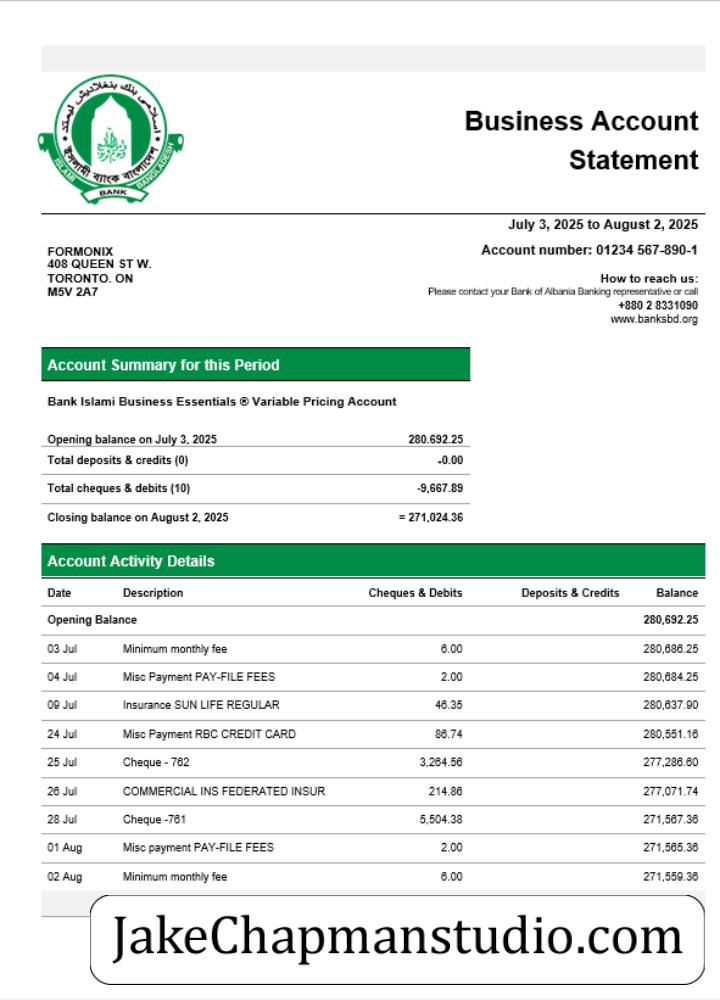 اسلامي بنك بنغلاديش ليمتد
ইসলামী ব্যাংক বাংলাদেশ
ISLAMI BANK BANGLADESH
Business Account
Statement
July 3, 2025 to August 2, 2025
Account number: 01234 567-890-1
FORMONIX
408 QUEEN ST W.
TORONTO. ON
M5V 2A7
How to reach us:
Please contact your Bank of Albania Banking representative or call
+880 2 8331090
www.banksbd.org
Account Summary for this Period
Bank Islami Business Essentials ® Variable Pricing Account
Opening balance on July 3, 2025 280.692.25
Total deposits & credits (0) -0.00
Total cheques & debits (10) -9,667.89
Closing balance on August 2, 2025 = 271,024.36
Account Activity Details
Date Description Cheques & Debits Deposits & Credits Balance
Opening Balance 280,692.25
03 Jul Minimum monthly fee 6.00 280,686.25
04 Jul Misc Payment PAY-FILE FEES 2.00 280,684.25
09 Jul Insurance SUN LIFE REGULAR 46.35 280,637.90
24 Jul Misc Payment RBC CREDIT CARD 86.74 280,551.16
25 Jul Cheque - 762 3,264.56 277,286.60
26 Jul COMMERCIAL INS FEDERATED INSUR 214.86 277,071.74
28 Jul Cheque -761 5,504.38 271,567.36
01 Aug Misc payment PAY-FILE FEES 2.00 271,565.36
02 Aug Minimum monthly fee 6.00 271,559.36
JakeChapmanstudio.com